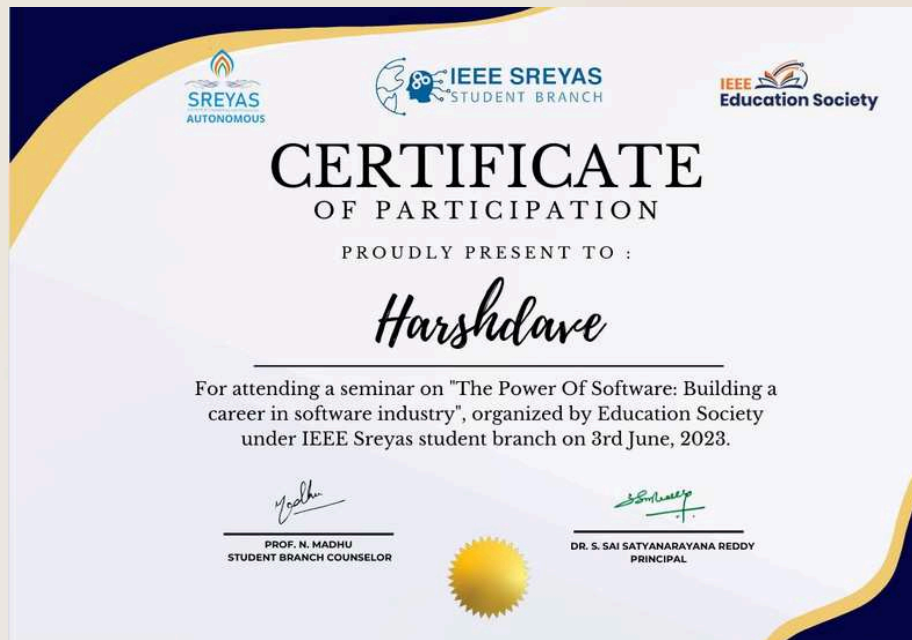 SREYAS
AUTONOMOUS
IEEE SREYAS
STUDENT BRANCH
IEEE
Education Society
CERTIFICATE
OF PARTICIPATION
PROUDLY PRESENT TO :
Harshdave
For attending a seminar on "The Power Of Software: Building a
career in software industry", organized by Education Society
under IEEE Sreyas student branch on 3rd June, 2023.
PROF. N. MADHU
STUDENT BRANCH COUNSELOR
DR. S. SAI SATYANARAYANA REDDY
PRINCIPAL